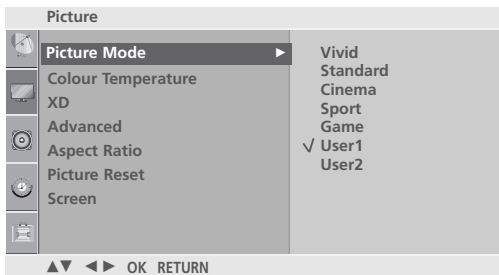 Picture
Picture Mode ►
Colour Temperature
XD
Advanced
Aspect Ratio
Picture Reset
Screen
Vivid
Standard
Cinema
Sport
Game
√ User1
User2
▲▼ ◄ ► OK RETURN